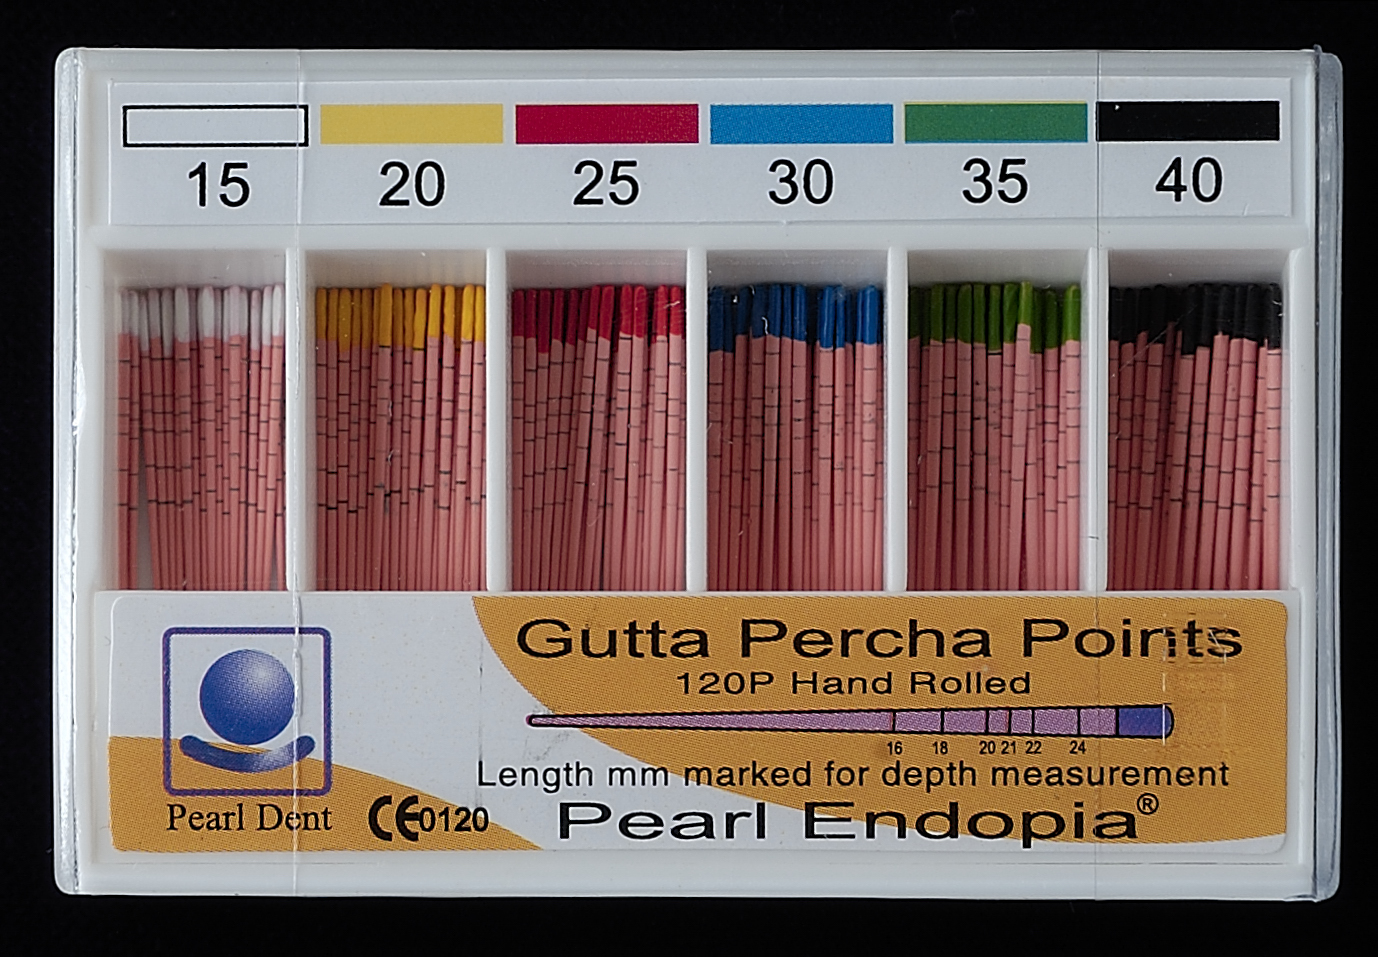 15 20 25 30 35 40
Gutta Percha Points
120P Hand Rolled
16 18 20 21 22 24
Length mm marked for depth measurement
Pearl Dent CE0120 Pearl Endopia®